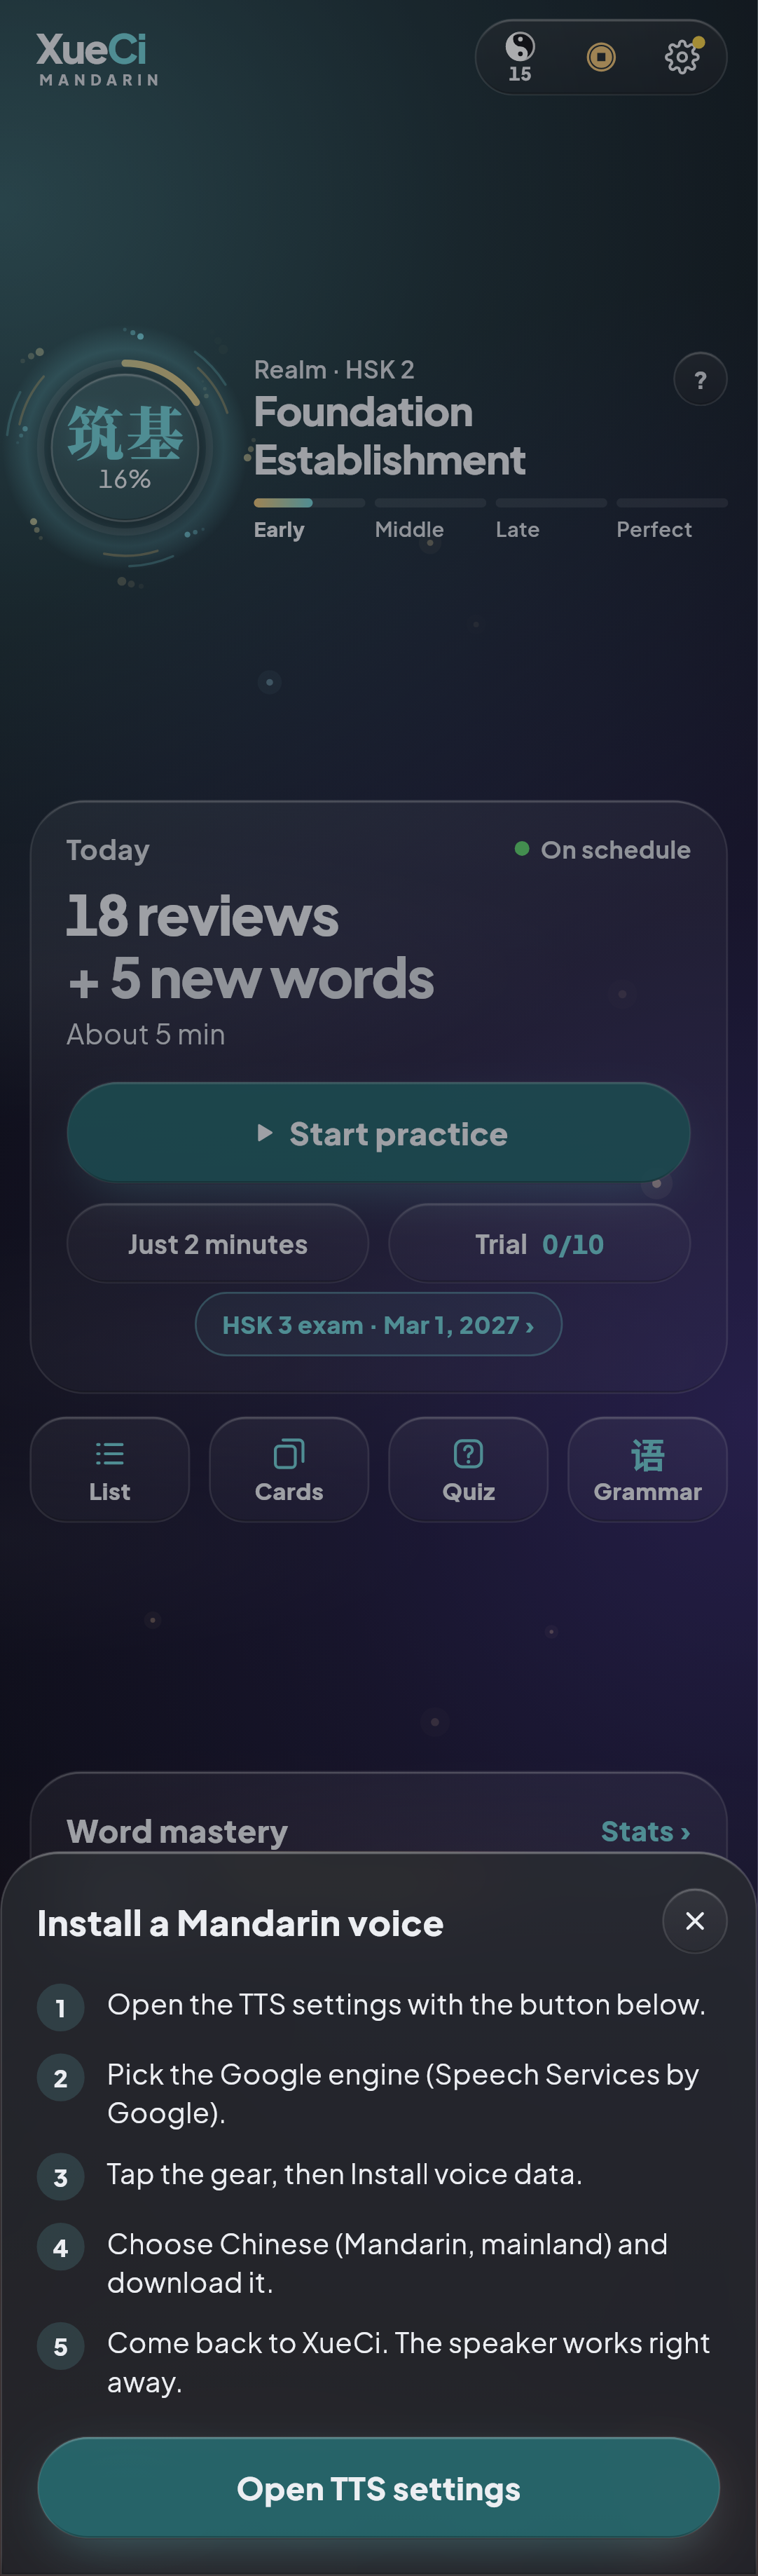 XueCi
MANDARIN
15
筑基
16%
Realm · HSK 2
?
Foundation
Establishment
Early Middle Late Perfect
Today
On schedule
18 reviews
+ 5 new words
About 5 min
Start practice
Just 2 minutes
Trial 0/10
HSK 3 exam · Mar 1, 2027 ›
List
Cards
Quiz
语
Grammar
Word mastery
Stats ›
Install a Mandarin voice
1 Open the TTS settings with the button below.
2 Pick the Google engine (Speech Services by
Google).
3 Tap the gear, then Install voice data.
4 Choose Chinese (Mandarin, mainland) and
download it.
5 Come back to XueCi. The speaker works right
away.
Open TTS settings